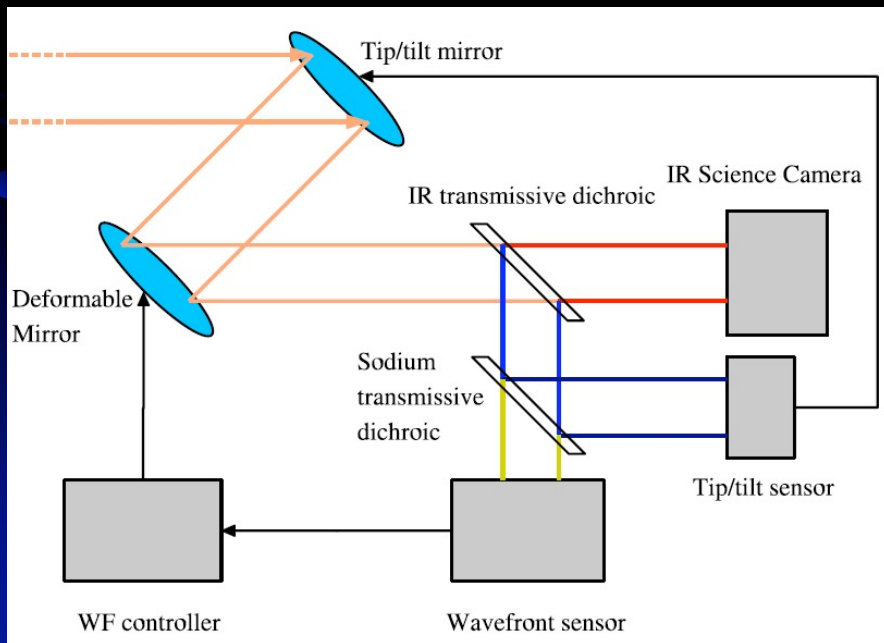 Tip/tilt mirror
IR Science Camera
IR transmissive dichroic
Deformable
Mirror
Sodium
transmissive
dichroic
Tip/tilt sensor
WF controller
Wavefront sensor